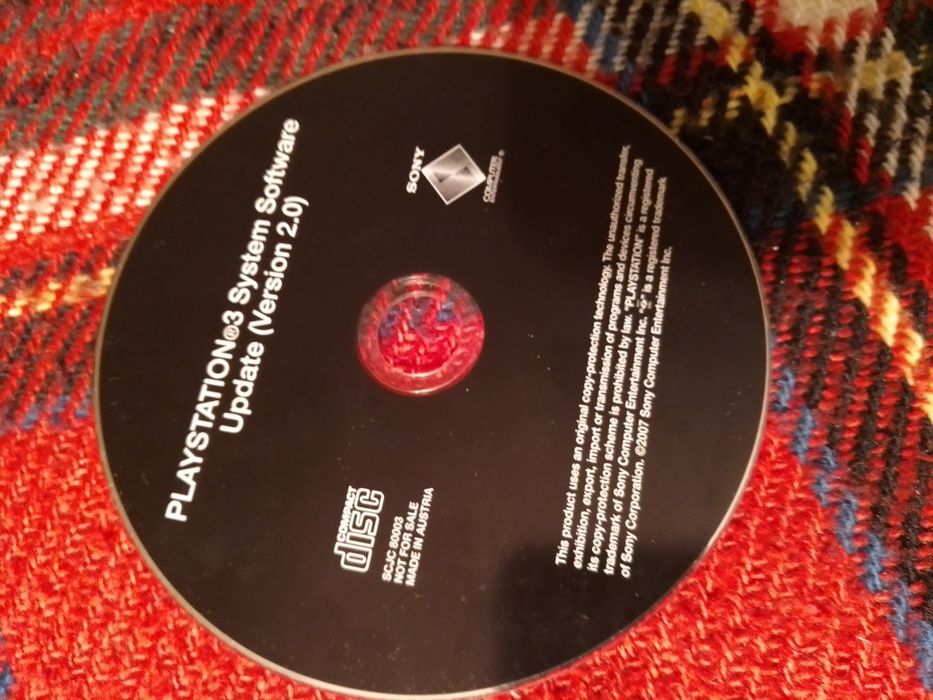 PLAYSTATION®3 System Software
Update (Version 2.0)
COMPACT
disc
SCJC 80003
NOT FOR SALE
MADE IN AUSTRIA
SONY
COMPUTER
ENTERTAINMENT®
This product uses an original copy-protection technology. The unauthorized transfer,
exhibition, export, import or transmission of programs and devices circumventing
its copy-protection scheme is prohibited by law. "PLAYSTATION" is a registered
trademark of Sony Computer Entertainment Inc. " " is a registered trademark
of Sony Corporation. ©2007 Sony Computer Entertainment Inc.